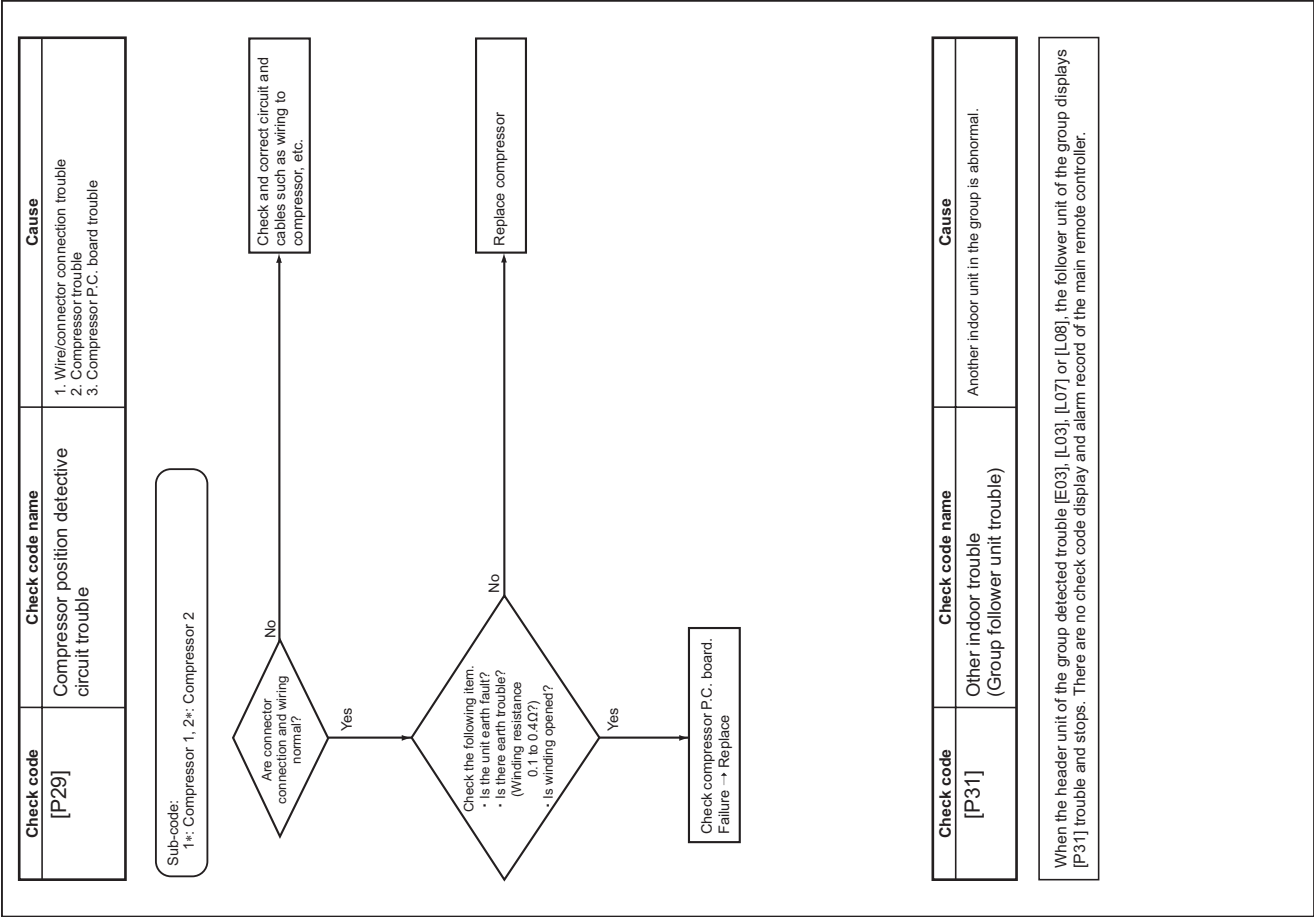 Check code
Check code name
Cause
[P29]
Compressor position detective
circuit trouble
1. Wire/connector connection trouble
2. Compressor trouble
3. Compressor P.C. board trouble
Sub-code:
1*: Compressor 1, 2*: Compressor 2
Are connector
connection and wiring
normal?
No
Check and correct circuit and
cables such as wiring to
compressor, etc.
Yes
Check the following item.
・Is the unit earth fault?
・Is there earth trouble?
(Winding resistance
0.1 to 0.4Ω?)
・Is winding opened?
No
Replace compressor
Yes
Check compressor P.C. board.
Failure → Replace
Check code
Check code name
Cause
[P31]
Other indoor trouble
(Group follower unit trouble)
Another indoor unit in the group is abnormal.
When the header unit of the group detected trouble [E03], [L03], [L07] or [L08], the follower unit of the group displays
[P31] trouble and stops. There are no check code display and alarm record of the main remote controller.